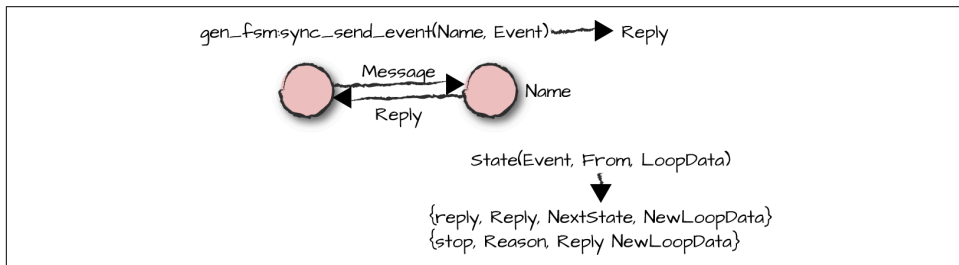 gen_fsm:sync_send_event(Name, Event) Reply
Message
Name
Reply
State(Event, From, LoopData)
{reply, Reply, NextState, NewLoopData}
{stop, Reason, Reply NewLoopData}